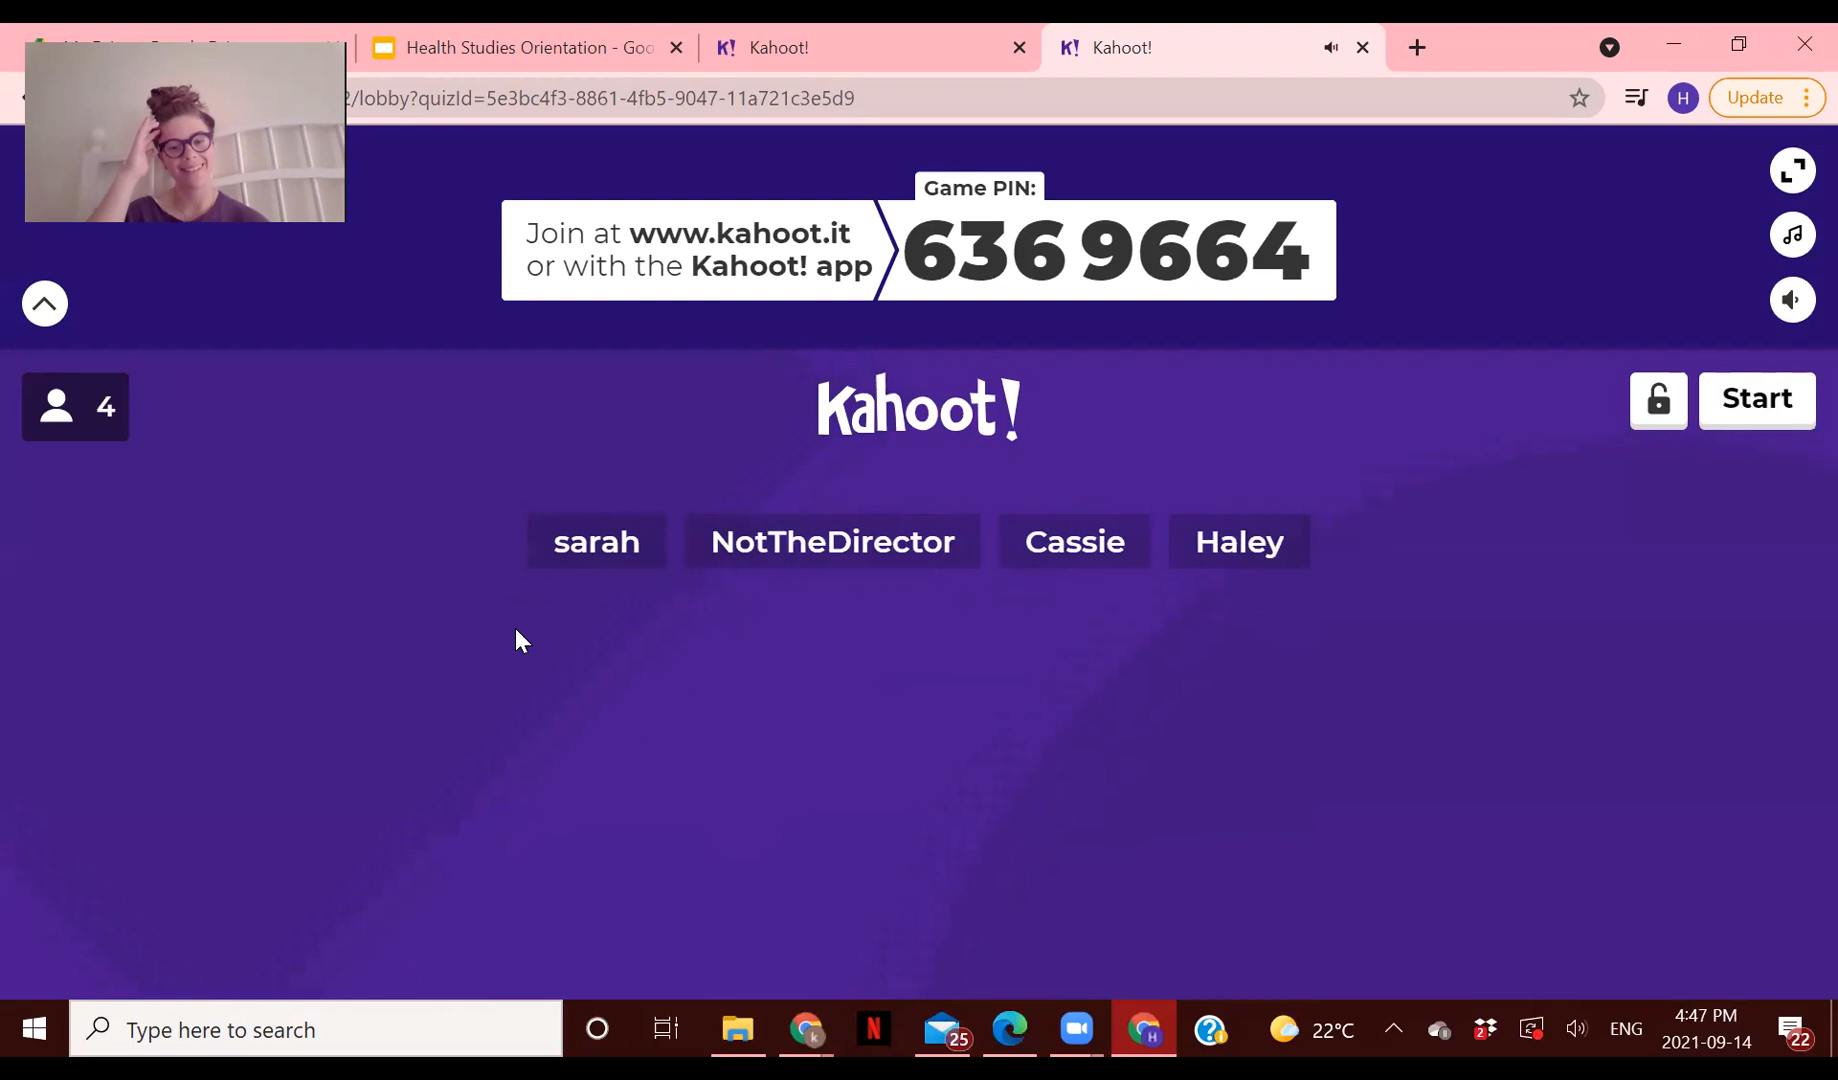 Health Studies Orientation - Goo
Kahoot!
Kahoot!
2/lobby?quizId=5e3bc4f3-8861-4fb5-9047-11a721c3e5d9
H
Update
Game PIN:
Join at www.kahoot.it
or with the Kahoot! app
636 9664
4
Kahoot!
Start
sarah
NotTheDirector
Cassie
Haley
Type here to search
k
N
25
H
22°C
2
ENG
4:47 PM
2021-09-14
22